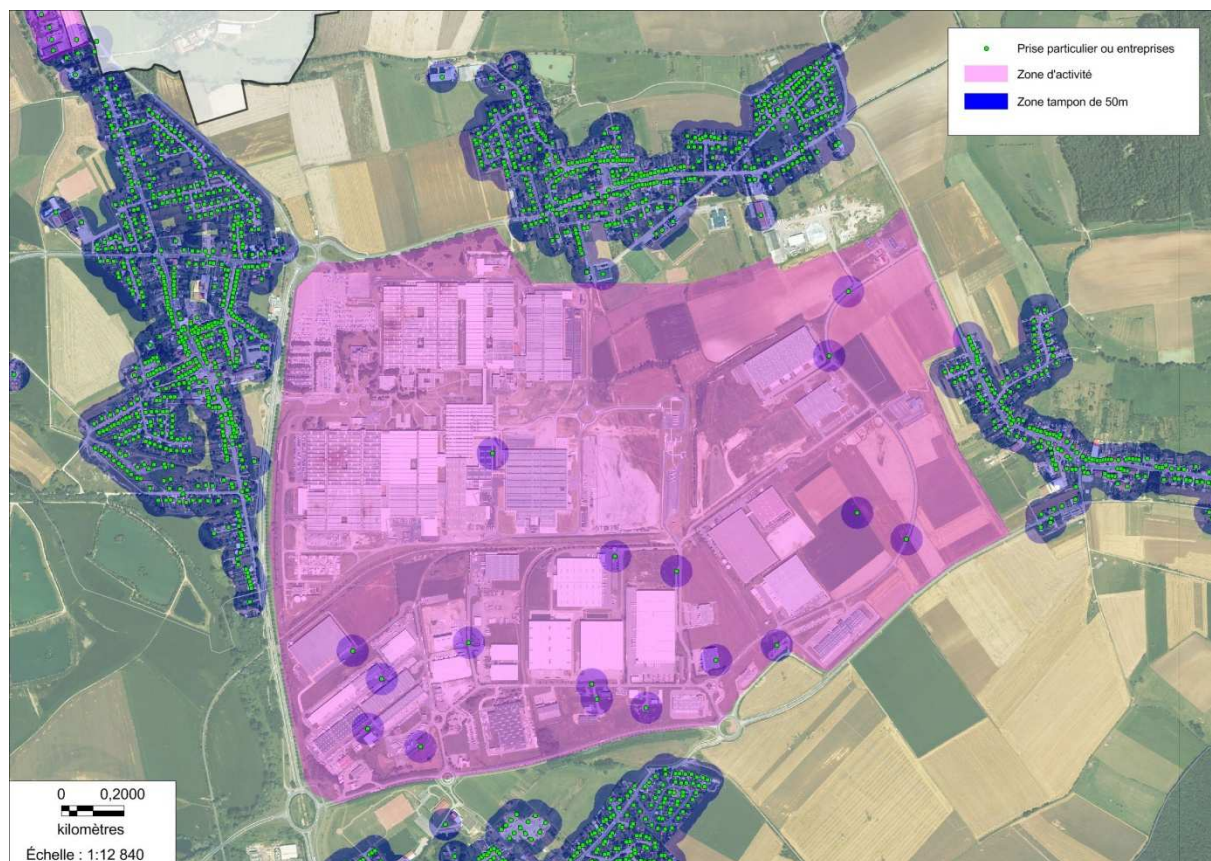 Prise particulier ou entreprises
Zone d'activité
Zone tampon de 50m
0 0,2000
kilomètres
Échelle : 1:12 840